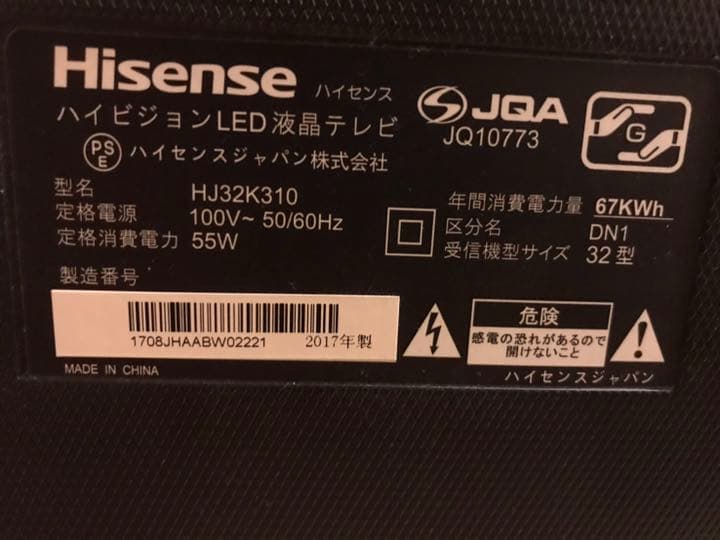 Hisense ハイセンス
ハイビジョンLED液晶テレビ
PSE ハイセンスジャパン株式会社
JQA
JQ10773
G
型名 HJ32K310
定格電源 100V~ 50/60Hz
定格消費電力 55W
年間消費電力量 67KWh
区分名 DN1
受信機型サイズ 32型
製造番号
1708JHAABW02221 2017年製
MADE IN CHINA
危険
感電の恐れがあるので
開けないこと
ハイセンスジャパン